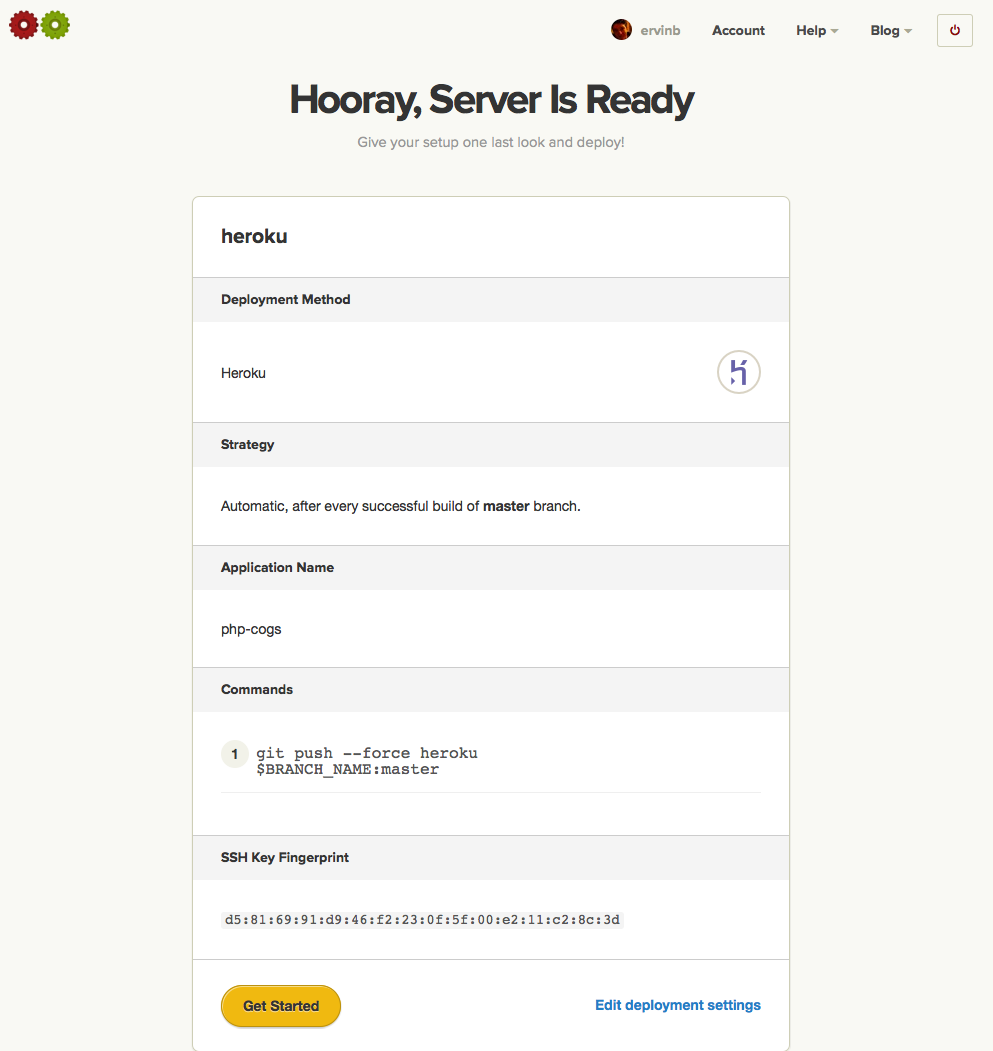 ervinb Account Help Blog
Hooray, Server Is Ready
Give your setup one last look and deploy!
heroku
Deployment Method
Heroku
Strategy
Automatic, after every successful build of master branch.
Application Name
php-cogs
Commands
1 git push --force heroku
$BRANCH_NAME:master
SSH Key Fingerprint
d5:81:69:91:d9:46:f2:23:0f:5f:00:e2:11:c2:8c:3d
Get Started Edit deployment settings